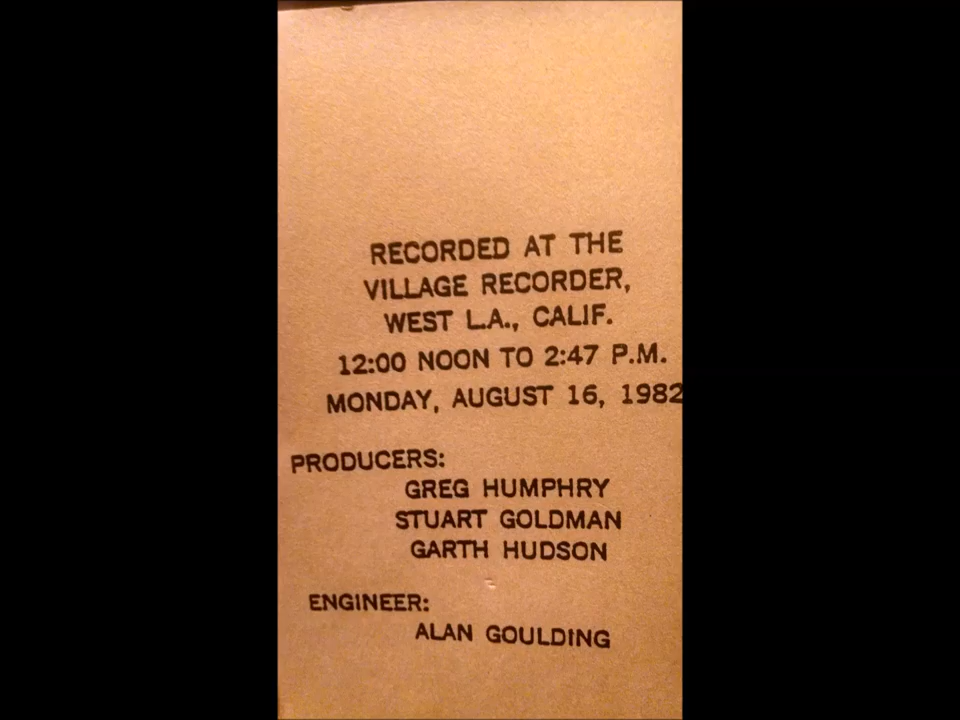 RECORDED AT THE
VILLAGE RECORDER,
WEST L.A., CALIF.
12:00 NOON TO 2:47 P.M.
MONDAY, AUGUST 16, 1982
PRODUCERS:
GREG HUMPHRY
STUART GOLDMAN
GARTH HUDSON
ENGINEER:
ALAN GOULDING